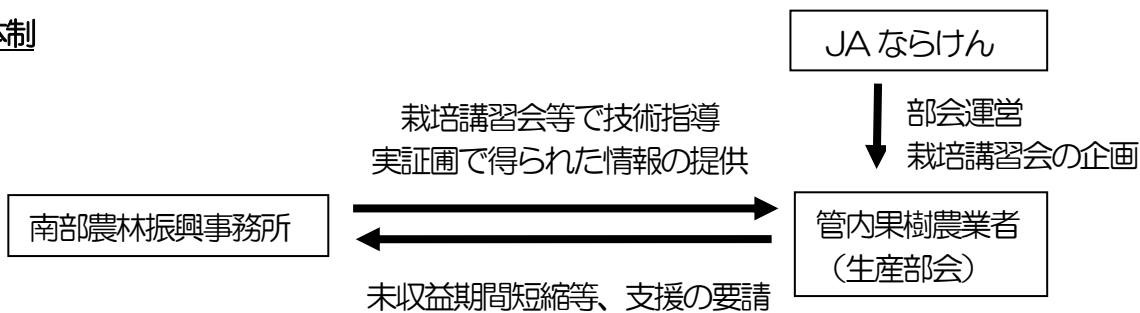 制
JAならけん
部会運営
栽培講習会の企画
栽培講習会等で技術指導
実証圃で得られた情報の提供
南部農林振興事務所
管内果樹農業者
（生産部会）
未収益期間短縮等、支援の要請